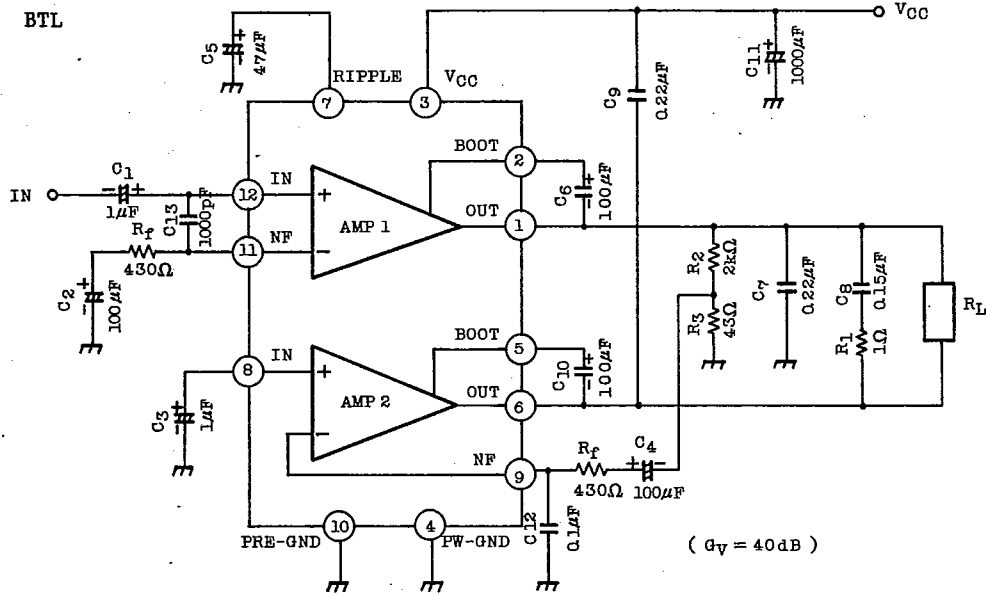 BTL
C5
+
-
47μF
RIPPLE
7
VCC
3
VCC
C11
+
-
1000μF
C9
0.22μF
BOOT
2
C6
+
-
100μF
IN
- C1 +
1μF
C13
1000pF
12
IN
+
AMP 1
OUT
1
Rf
430Ω
11
NF
-
C2
+
-
100μF
R2
2kΩ
R3
43Ω
C7
0.22μF
C8
0.15μF
R1
1Ω
RL
8
IN
+
AMP 2
-
BOOT
5
C10
+
-
100μF
OUT
6
C3
+
-
1μF
NF
9
Rf
430Ω
+ C4 -
100μF
C12
0.1μF
10
PRE-GND
4
PW-GND
( GV = 40dB )